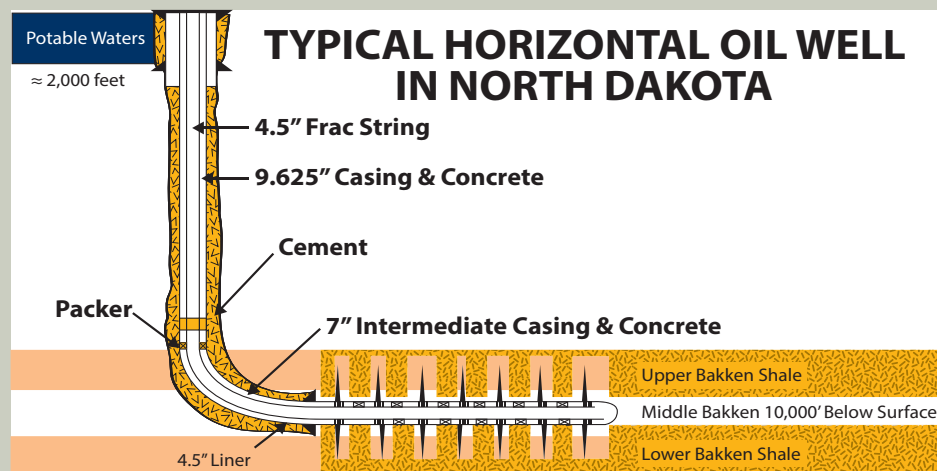 Potable Waters
≈ 2,000 feet
TYPICAL HORIZONTAL OIL WELL
IN NORTH DAKOTA
4.5” Frac String
9.625” Casing & Concrete
Cement
Packer
7” Intermediate Casing & Concrete
Upper Bakken Shale
Middle Bakken 10,000’ Below Surface
Lower Bakken Shale
4.5” Liner